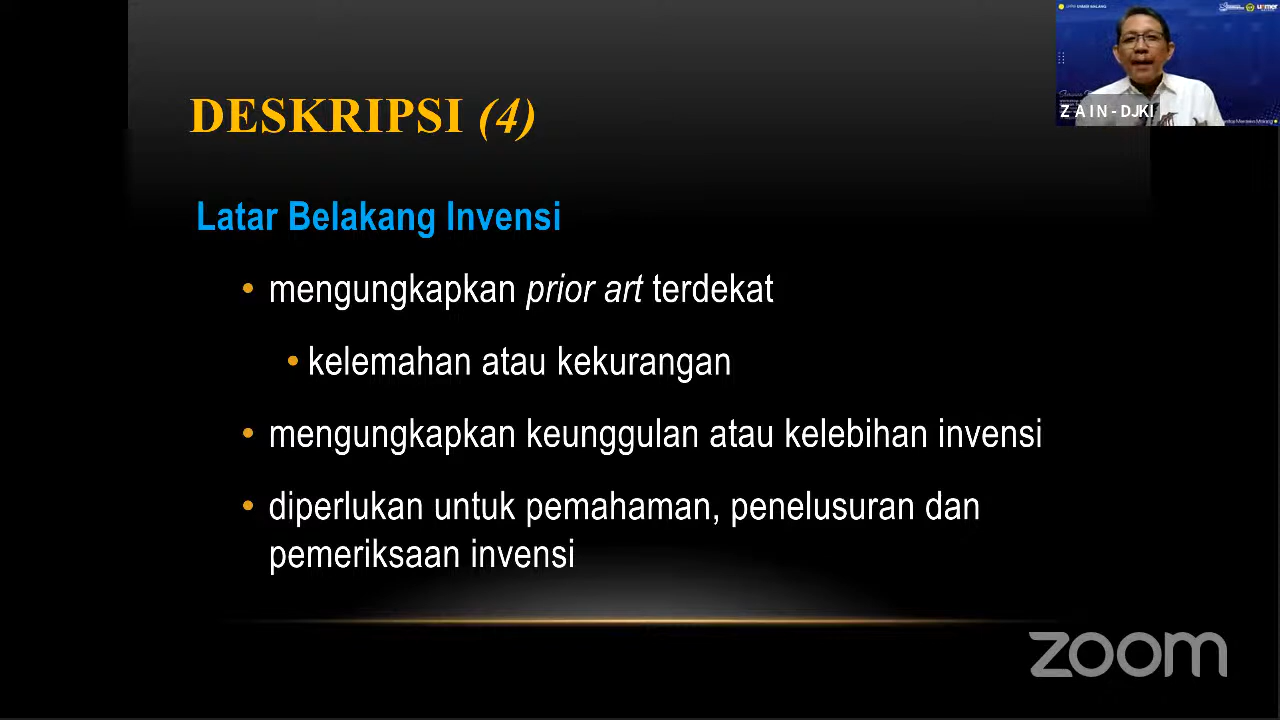 DESKRIPSI (4)
Z A I N - DJKI
Latar Belakang Invensi
• mengungkapkan prior art terdekat
• kelemahan atau kekurangan
• mengungkapkan keunggulan atau kelebihan invensi
• diperlukan untuk pemahaman, penelusuran dan
pemeriksaan invensi
zoom